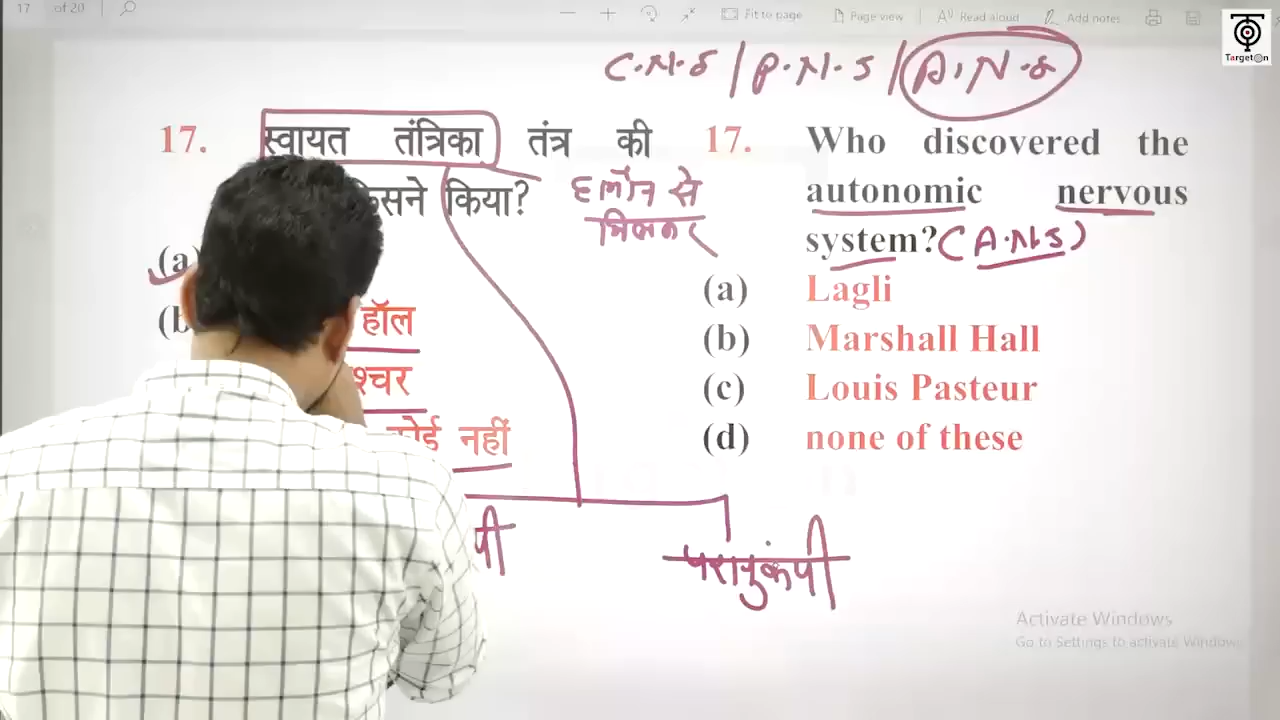 17 of 20
Fit to page
Page view
Read aloud
Add notes
TargetOn
C.N.S / P.N.S / A.N.S
17. स्वायत तंत्रिका तंत्र की
किया?
दोनों से
मिलकर
(a)
हॉल
कोई नहीं
पी
परानुकंपी
17. Who discovered the
autonomic nervous
system? (A.N.S)
(a) Lagli
(b) Marshall Hall
(c) Louis Pasteur
(d) none of these
Activate Windows
Go to Settings to activate Windows.